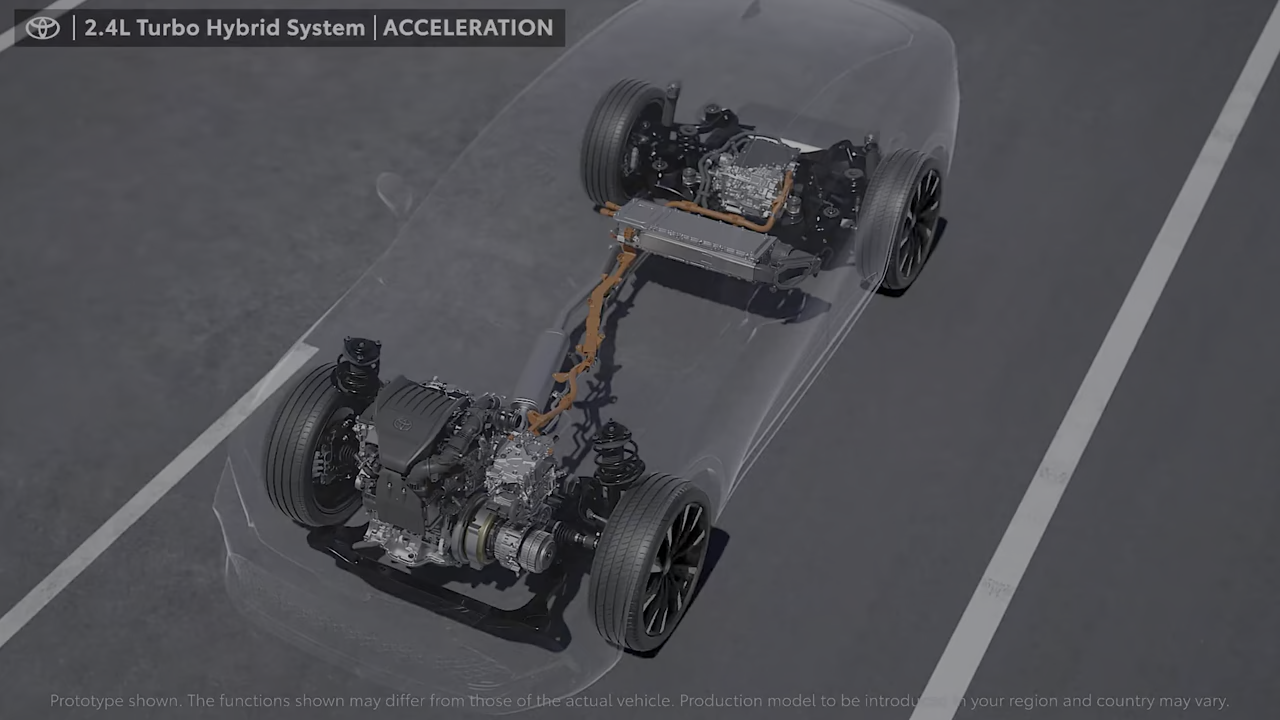 2.4L Turbo Hybrid System | ACCELERATION
Prototype shown. The functions shown may differ from those of the actual vehicle. Production model to be introduced in your region and country may vary.